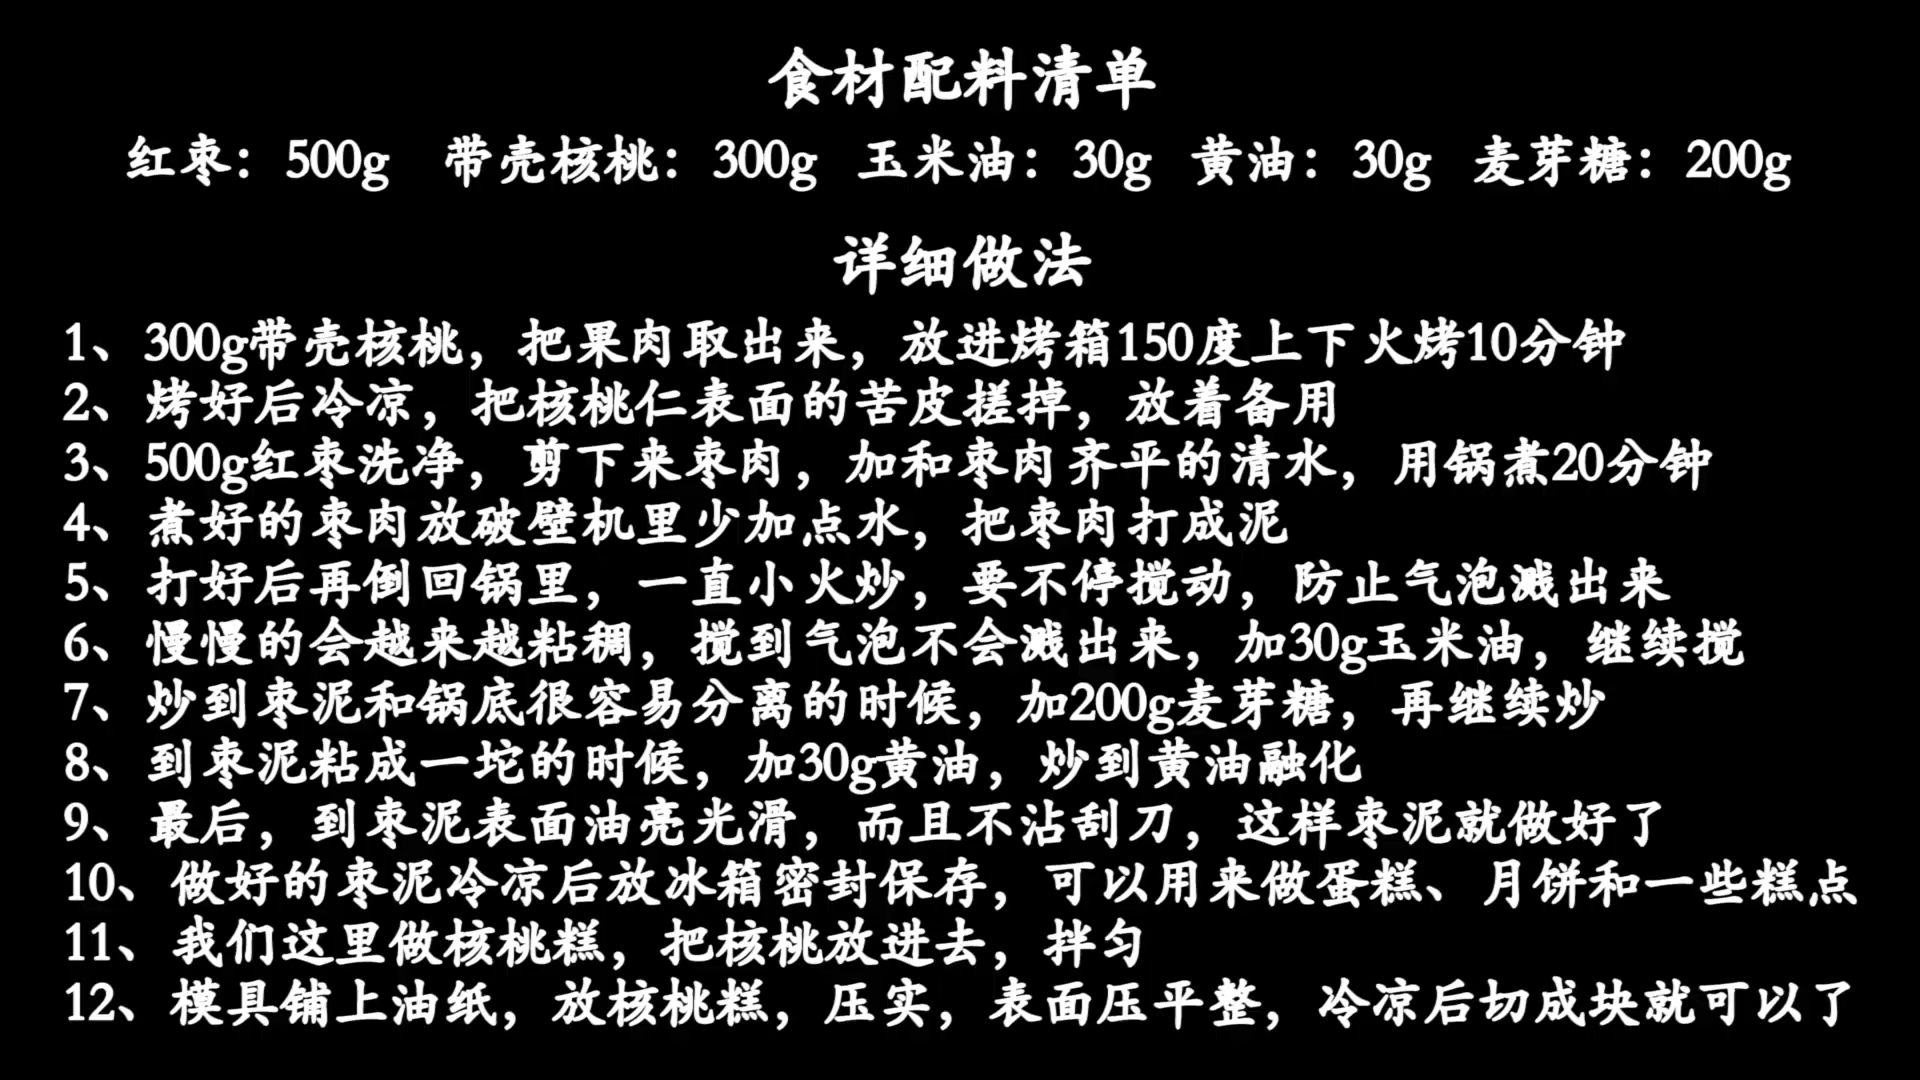 食材配料清单
红枣：500g 带壳核桃：300g 玉米油：30g 黄油：30g 麦芽糖：200g
详细做法
1、300g带壳核桃，把果肉取出来，放进烤箱150度上下火烤10分钟
2、烤好后冷凉，把核桃仁表面的苦皮搓掉，放着备用
3、500g红枣洗净，剪下来枣肉，加和枣肉齐平的清水，用锅煮20分钟
4、煮好的枣肉放破壁机里少加点水，把枣肉打成泥
5、打好后再倒回锅里，一直小火炒，要不停搅动，防止气泡溅出来
6、慢慢的会越来越粘稠，搅到气泡不会溅出来，加30g玉米油，继续搅
7、炒到枣泥和锅底很容易分离的时候，加200g麦芽糖，再继续炒
8、到枣泥粘成一坨的时候，加30g黄油，炒到黄油融化
9、最后，到枣泥表面油亮光滑，而且不沾刮刀，这样枣泥就做好了
10、做好的枣泥冷凉后放冰箱密封保存，可以用来做蛋糕、月饼和一些糕点
11、我们这里做核桃糕，把核桃放进去，拌匀
12、模具铺上油纸，放核桃糕，压实，表面压平整，冷凉后切成块就可以了